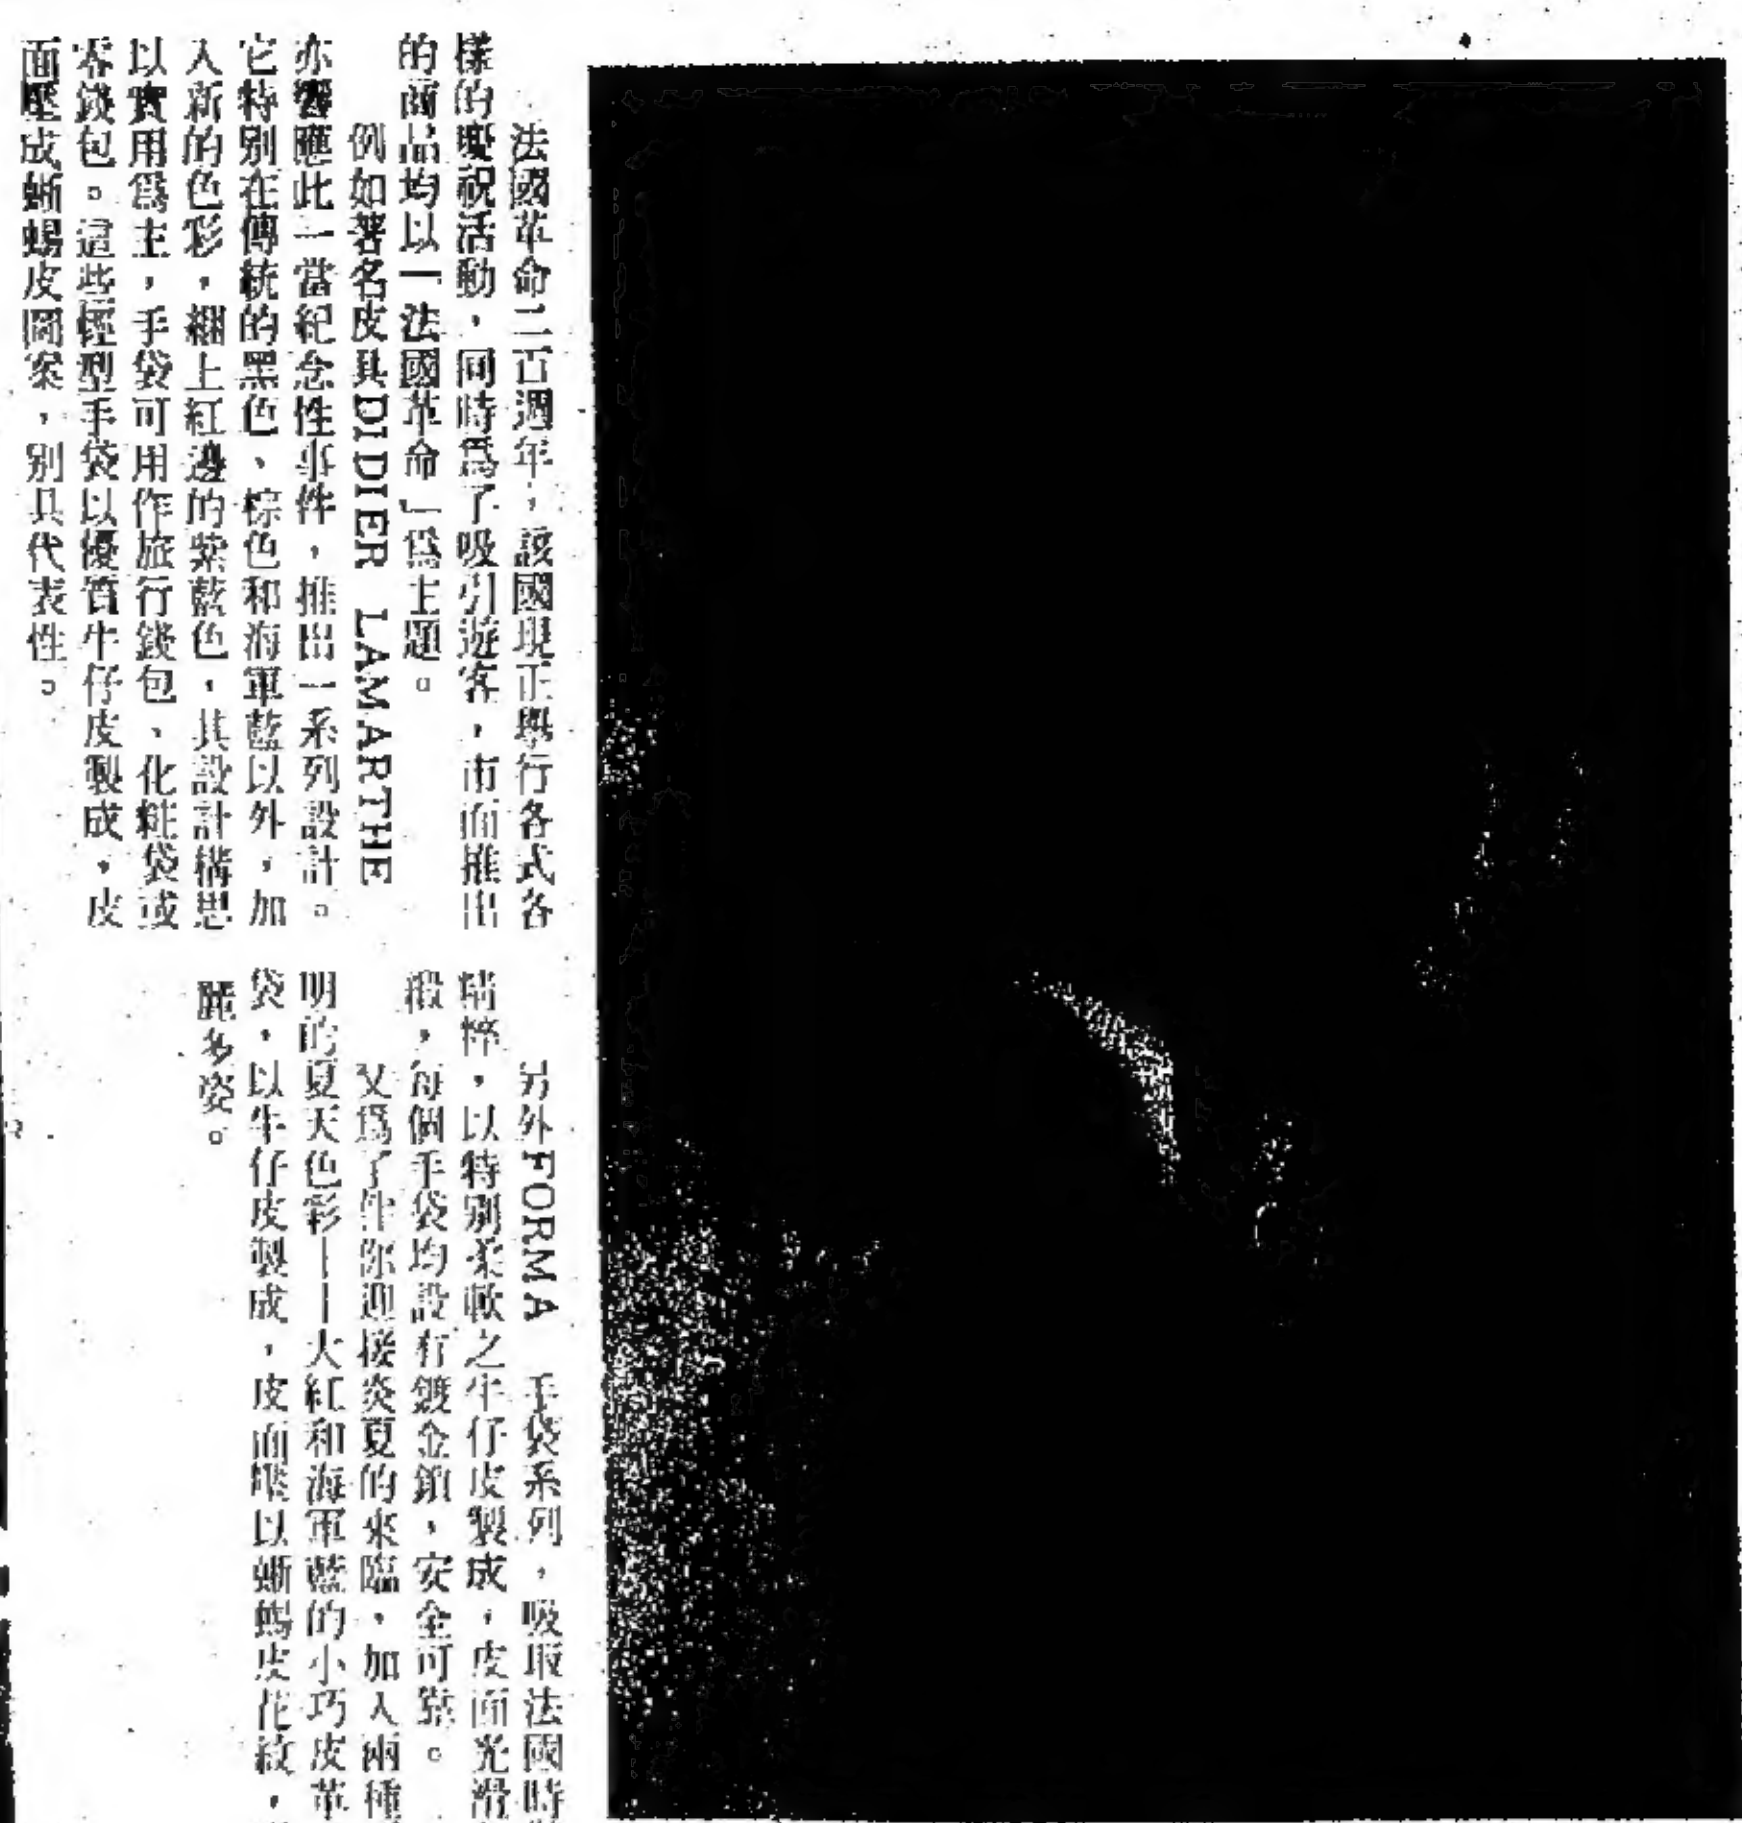 法國革命二百週年，該國現正舉行各式各
樣的慶祝活動，同時爲了吸引遊客，市面推出
的商品均以「法國革命」爲主題。
例如著名皮具DIDIER LAMARTHE
亦響應此一當紀念性事件，推出一系列設計。
它特別在傳統的黑色、棕色和海軍藍以外，加
入新的色彩，綑上紅邊的紫藍色，其設計構思
以實用爲主，手袋可用作旅行錢包、化粧袋或
零錢包。這些輕型手袋以優質牛仔皮製成，皮
面壓成蜥蜴皮圖案，別具代表性。
另外FORMA 手袋系列，吸取法國時
精粹，以特別柔軟之牛仔皮製成，皮面光滑
緞，每個手袋均設有鍍金鎖，安全可靠。
又爲了伴你迎接炎夏的來臨，加入兩種
明的夏天色彩——大紅和海軍藍的小巧皮革
袋，以牛仔皮製成，皮面以蜥蜴皮花紋，
麗多姿。